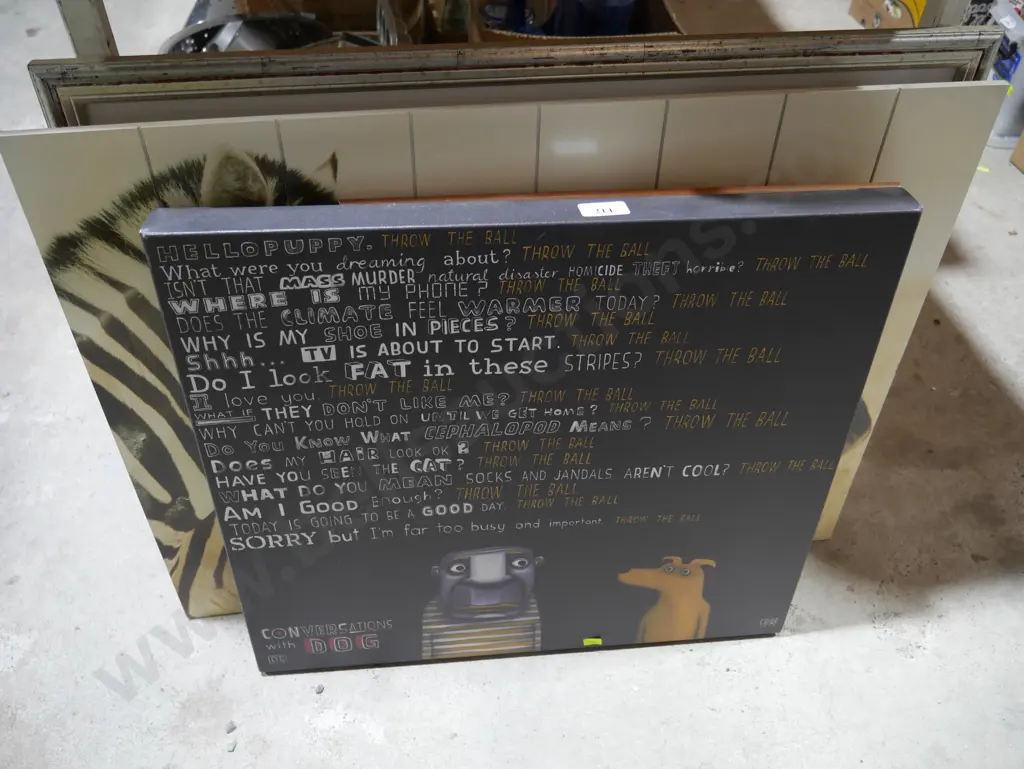 211
HELLO PUPPY. THROW THE BALL
What were you dreaming about? THROW THE BALL
ISN'T THAT MASS MURDER natural disaster HOMICIDE THEFT horrible? THROW THE BALL
WHERE IS MY PHONE? THROW THE BALL
DOES THE CLIMATE FEEL WARMER TODAY? THROW THE BALL
WHY IS MY SHOE IN PIECES? THROW THE BALL
Shhh... TV IS ABOUT TO START. THROW THE BALL
Do I look FAT in these STRIPES? THROW THE BALL
I love you. THROW THE BALL
WHAT IF THEY DON'T LIKE ME? THROW THE BALL
WHY CAN'T YOU HOLD ON UNTIL WE GET HOME? THROW THE BALL
Do You Know What CEPHALOPOD Means? THROW THE BALL
Does MY HAIR LOOK OK? THROW THE BALL
HAVE YOU SEEN THE CAT? THROW THE BALL
WHAT DO YOU MEAN SOCKS AND JANDALS AREN'T COOL? THROW THE BALL
AM I GOOD Enough? THROW THE BALL
TODAY IS GOING TO BE A GOOD DAY. THROW THE BALL
SORRY but I'm far too busy and important. THROW THE BALL
CONVERSATIONS
with DOG